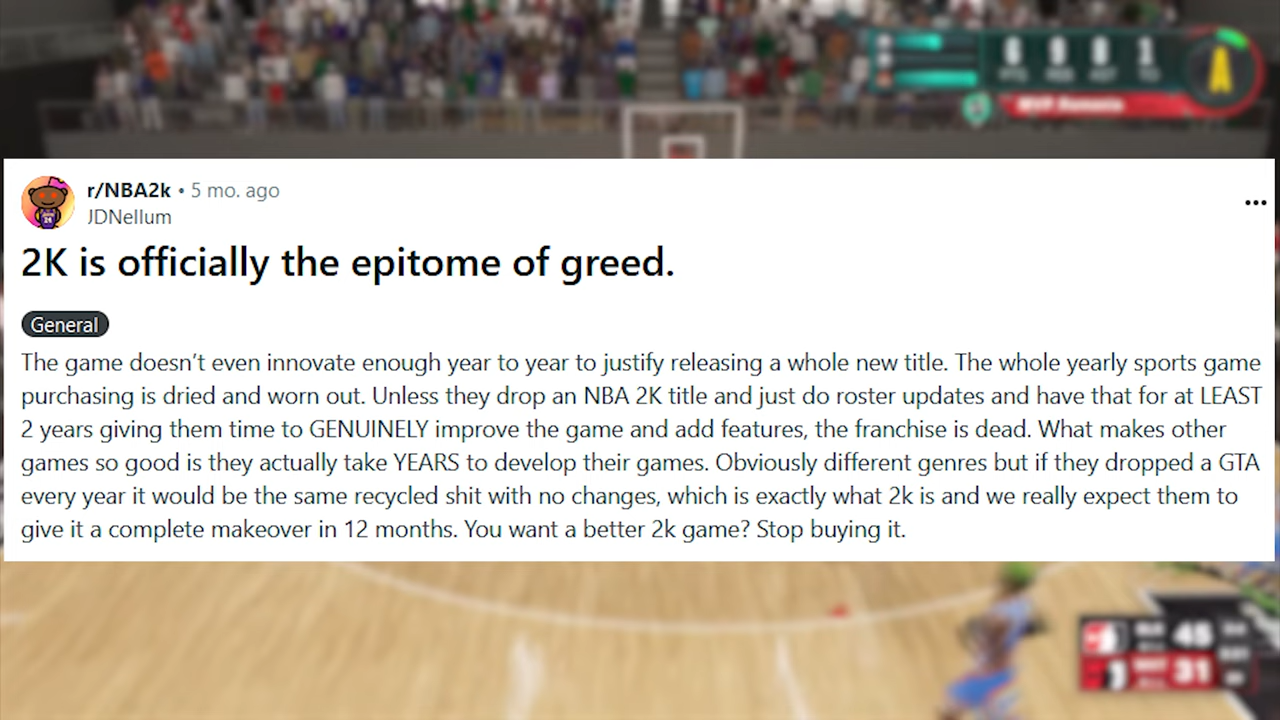 6 9 8 1
A
r/NBA2k • 5 mo. ago
JDNellum
2K is officially the epitome of greed.
General
The game doesn’t even innovate enough year to year to justify releasing a whole new title. The whole yearly sports game
purchasing is dried and worn out. Unless they drop an NBA 2K title and just do roster updates and have that for at LEAST
2 years giving them time to GENUINELY improve the game and add features, the franchise is dead. What makes other
games so good is they actually take YEARS to develop their games. Obviously different genres but if they dropped a GTA
every year it would be the same recycled shit with no changes, which is exactly what 2k is and we really expect them to
give it a complete makeover in 12 months. You want a better 2k game? Stop buying it.
45
31